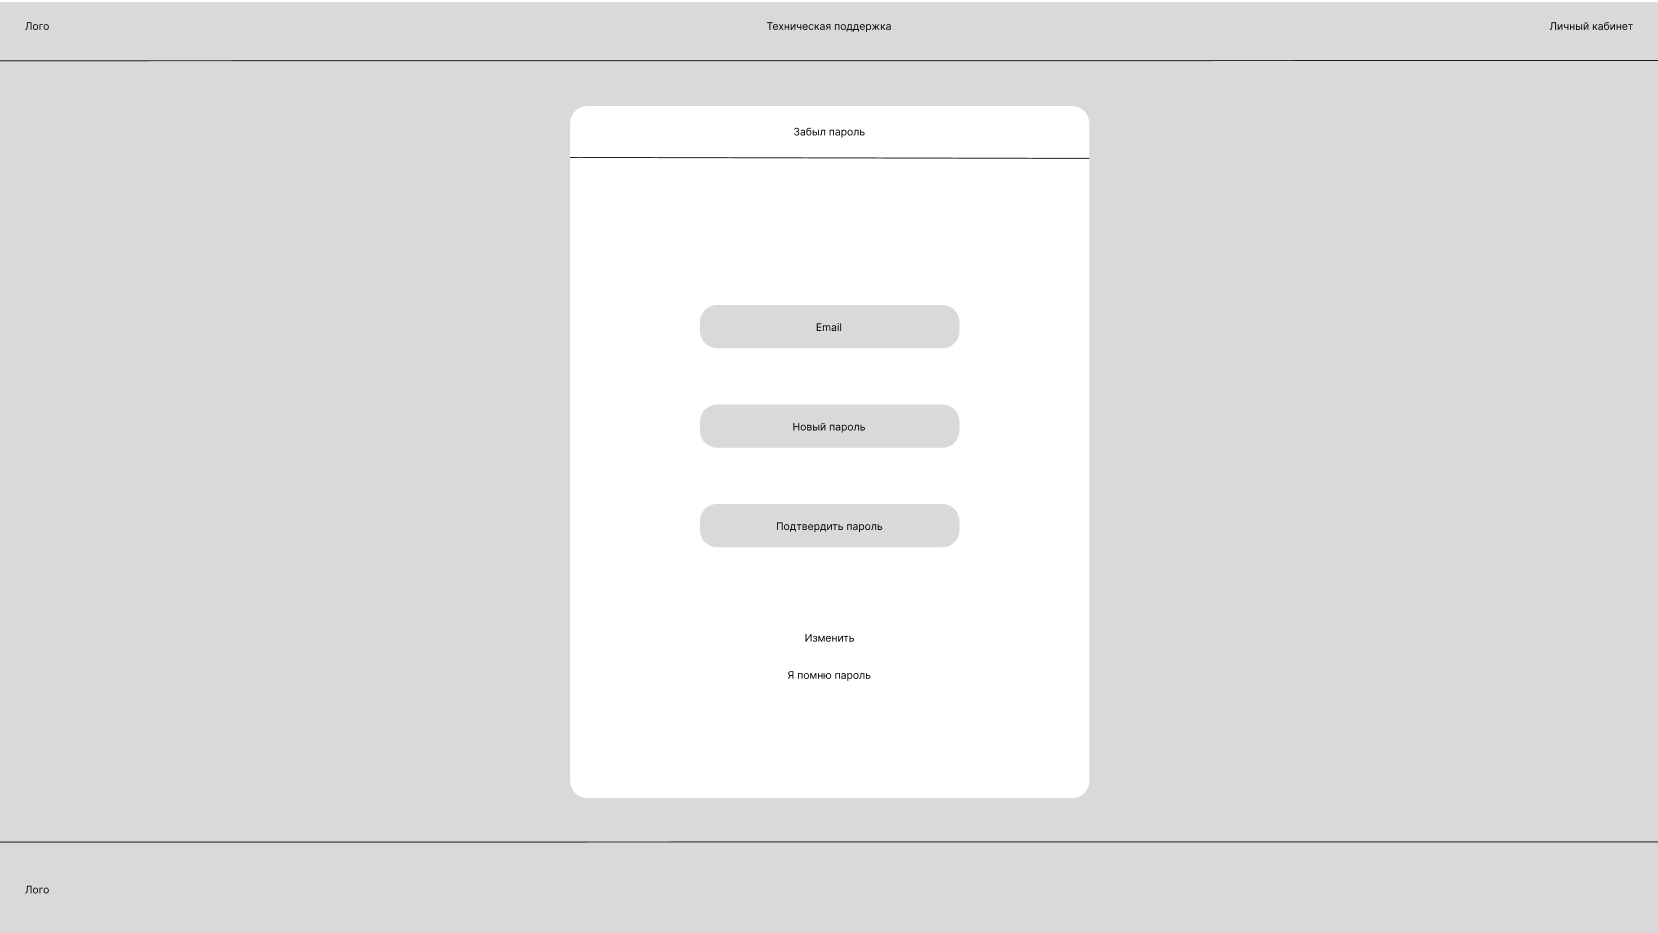 Лого
Техническая поддержка
Личный кабинет
Забыл пароль
Email
Новый пароль
Подтвердить пароль
Изменить
Я помню пароль
Лого